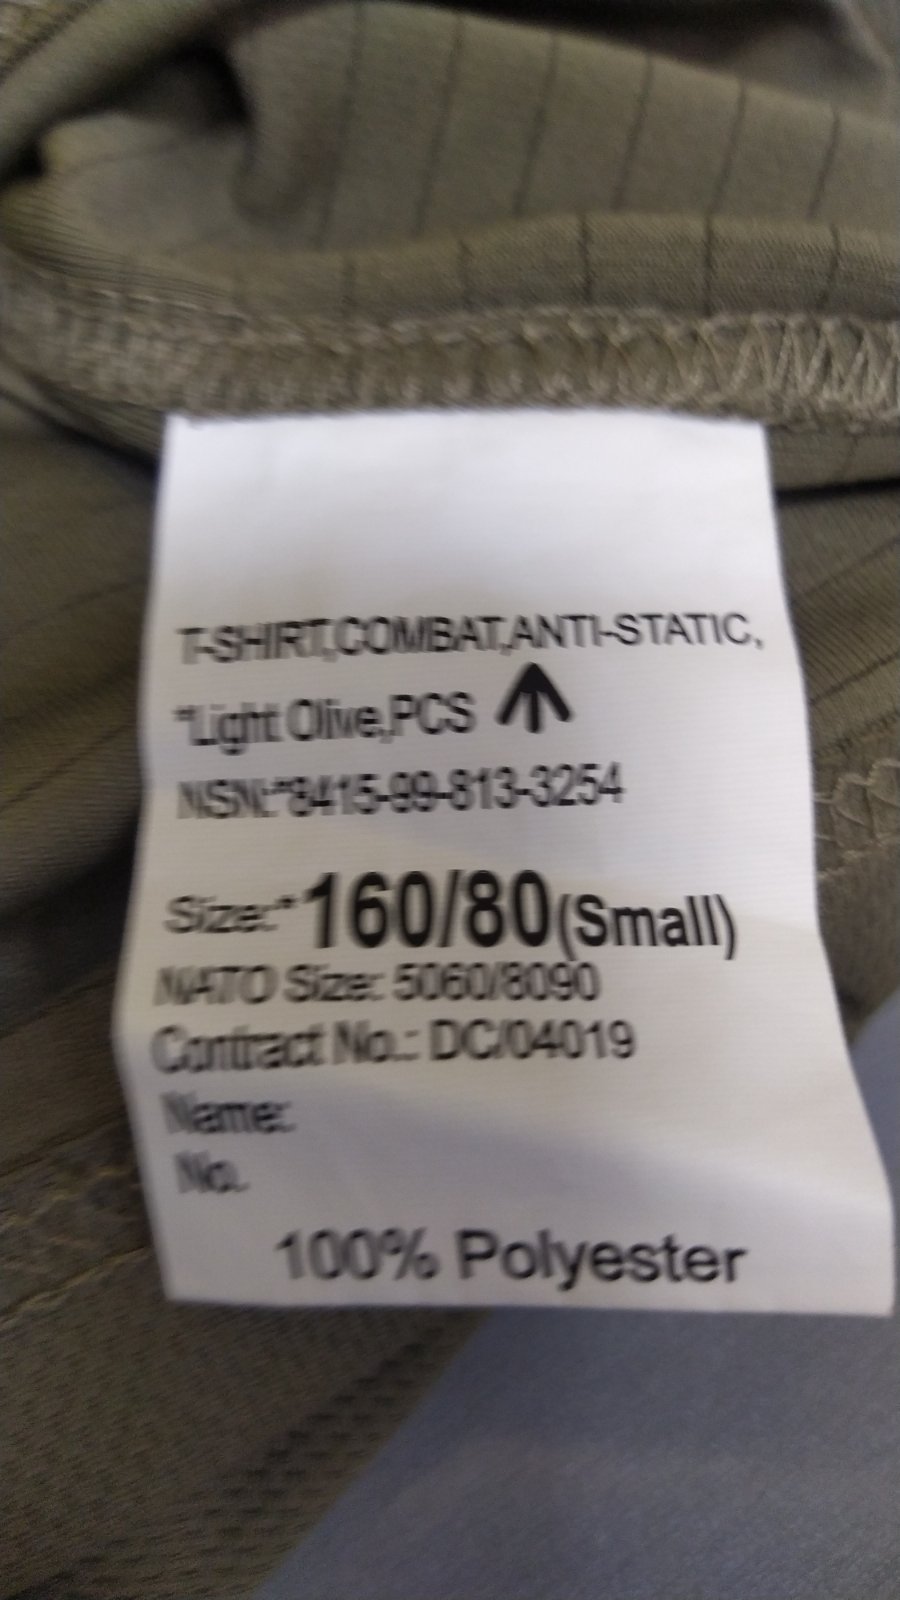 T-SHIRT,COMBAT,ANTI-STATIC,
*Light Olive,PCS
NSN:*8415-99-813-3254
Size:*160/80(Small)
NATO Size: 5060/8090
Contract No.: DC/04019
Name:
No.
100% Polyester